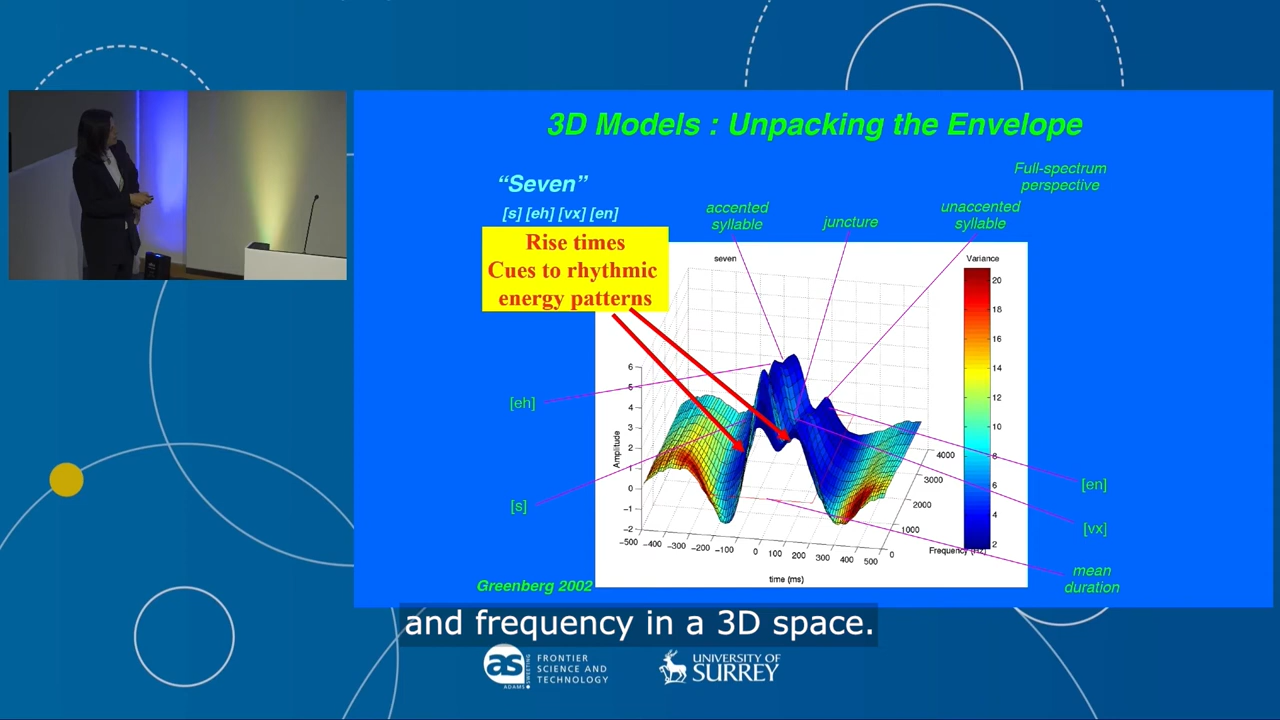 3D Models : Unpacking the Envelope
“Seven”
[s] [eh] [vx] [en]
Full-spectrum
perspective
accented
syllable
juncture
unaccented
syllable
Rise times
Cues to rhythmic
energy patterns
seven
Variance
20
18
16
14
12
10
8
6
4
2
[eh]
[s]
Amplitude
6
5
4
3
2
1
0
−1
−2
−500 −400 −300 −200 −100 0 100 200 300 400 500
time (ms)
4000
3000
2000
1000
0
Frequency (Hz)
[en]
[vx]
mean
duration
Greenberg 2002
and frequency in a 3D space.
as
ADAMS
SWEETING
FRONTIER
SCIENCE AND
TECHNOLOGY
UNIVERSITY OF
SURREY